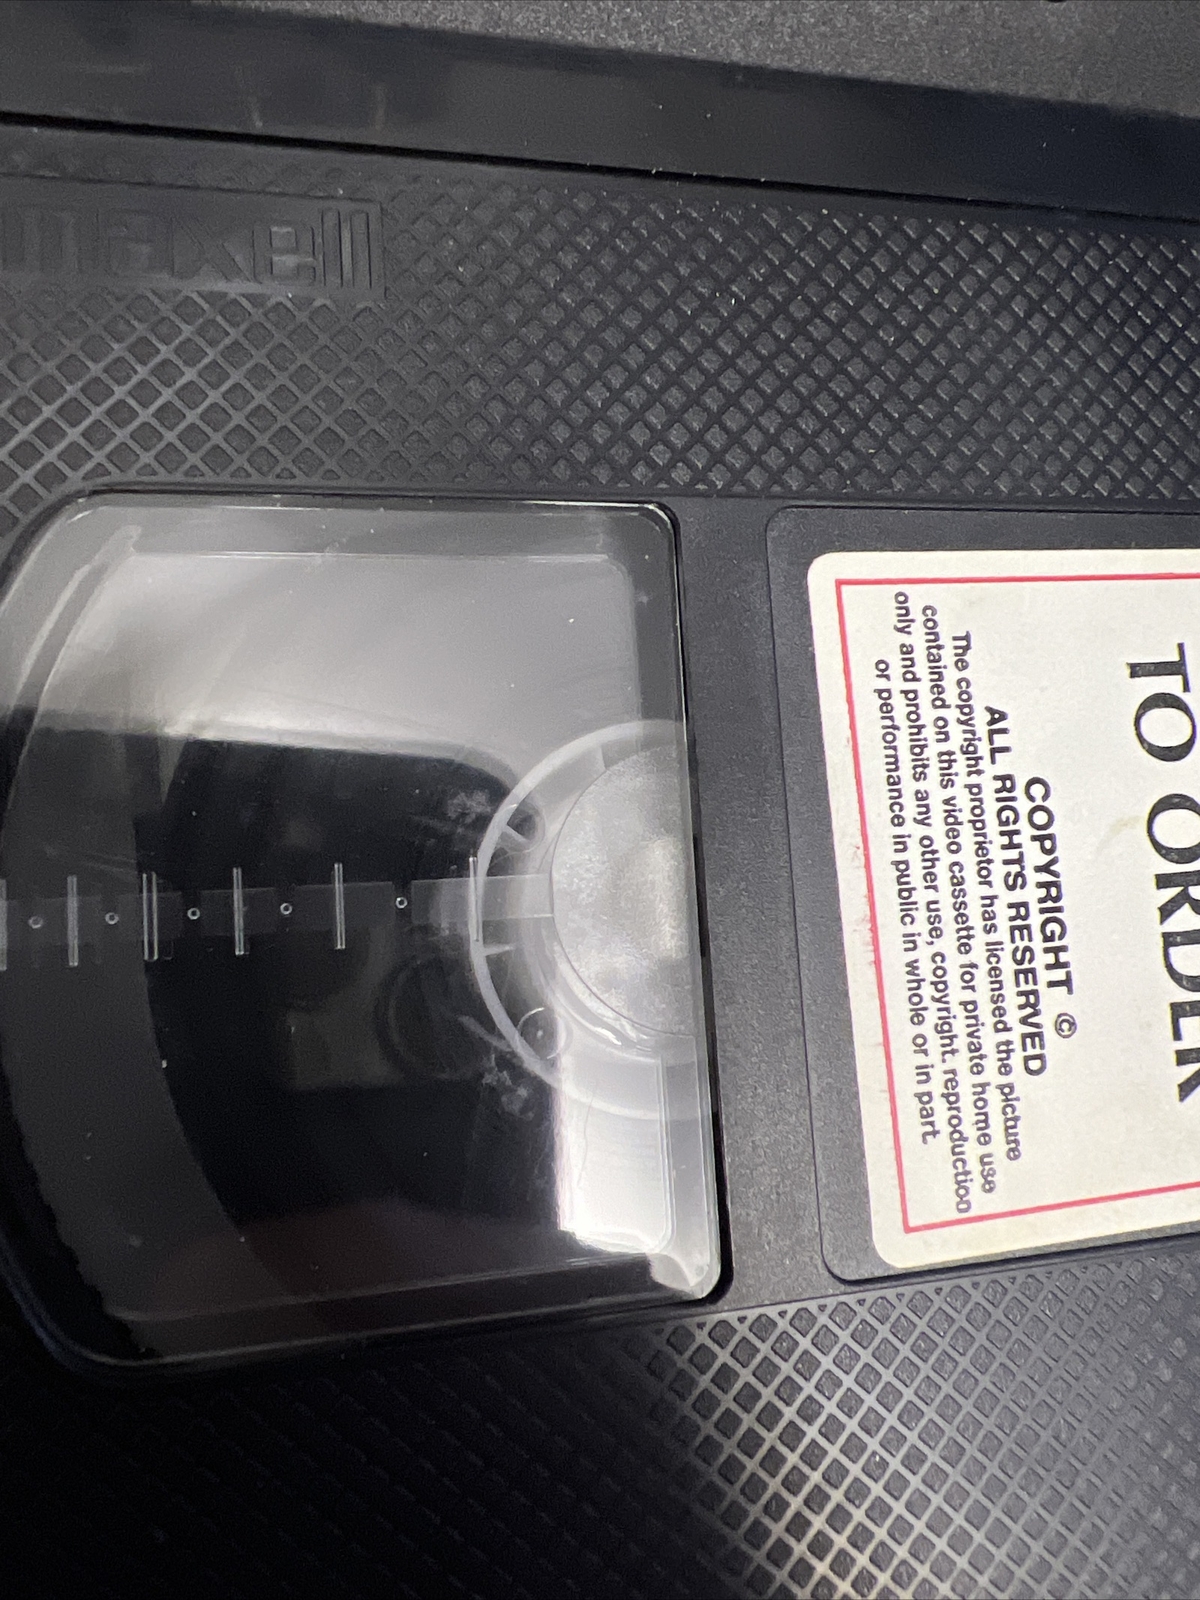 TO ORDER
COPYRIGHT ©
ALL RIGHTS RESERVED
The copyright proprietor has licensed the picture
contained on this video cassette for private home use
only and prohibits any other use, copyright. reproduction
or performance in public in whole or in part.